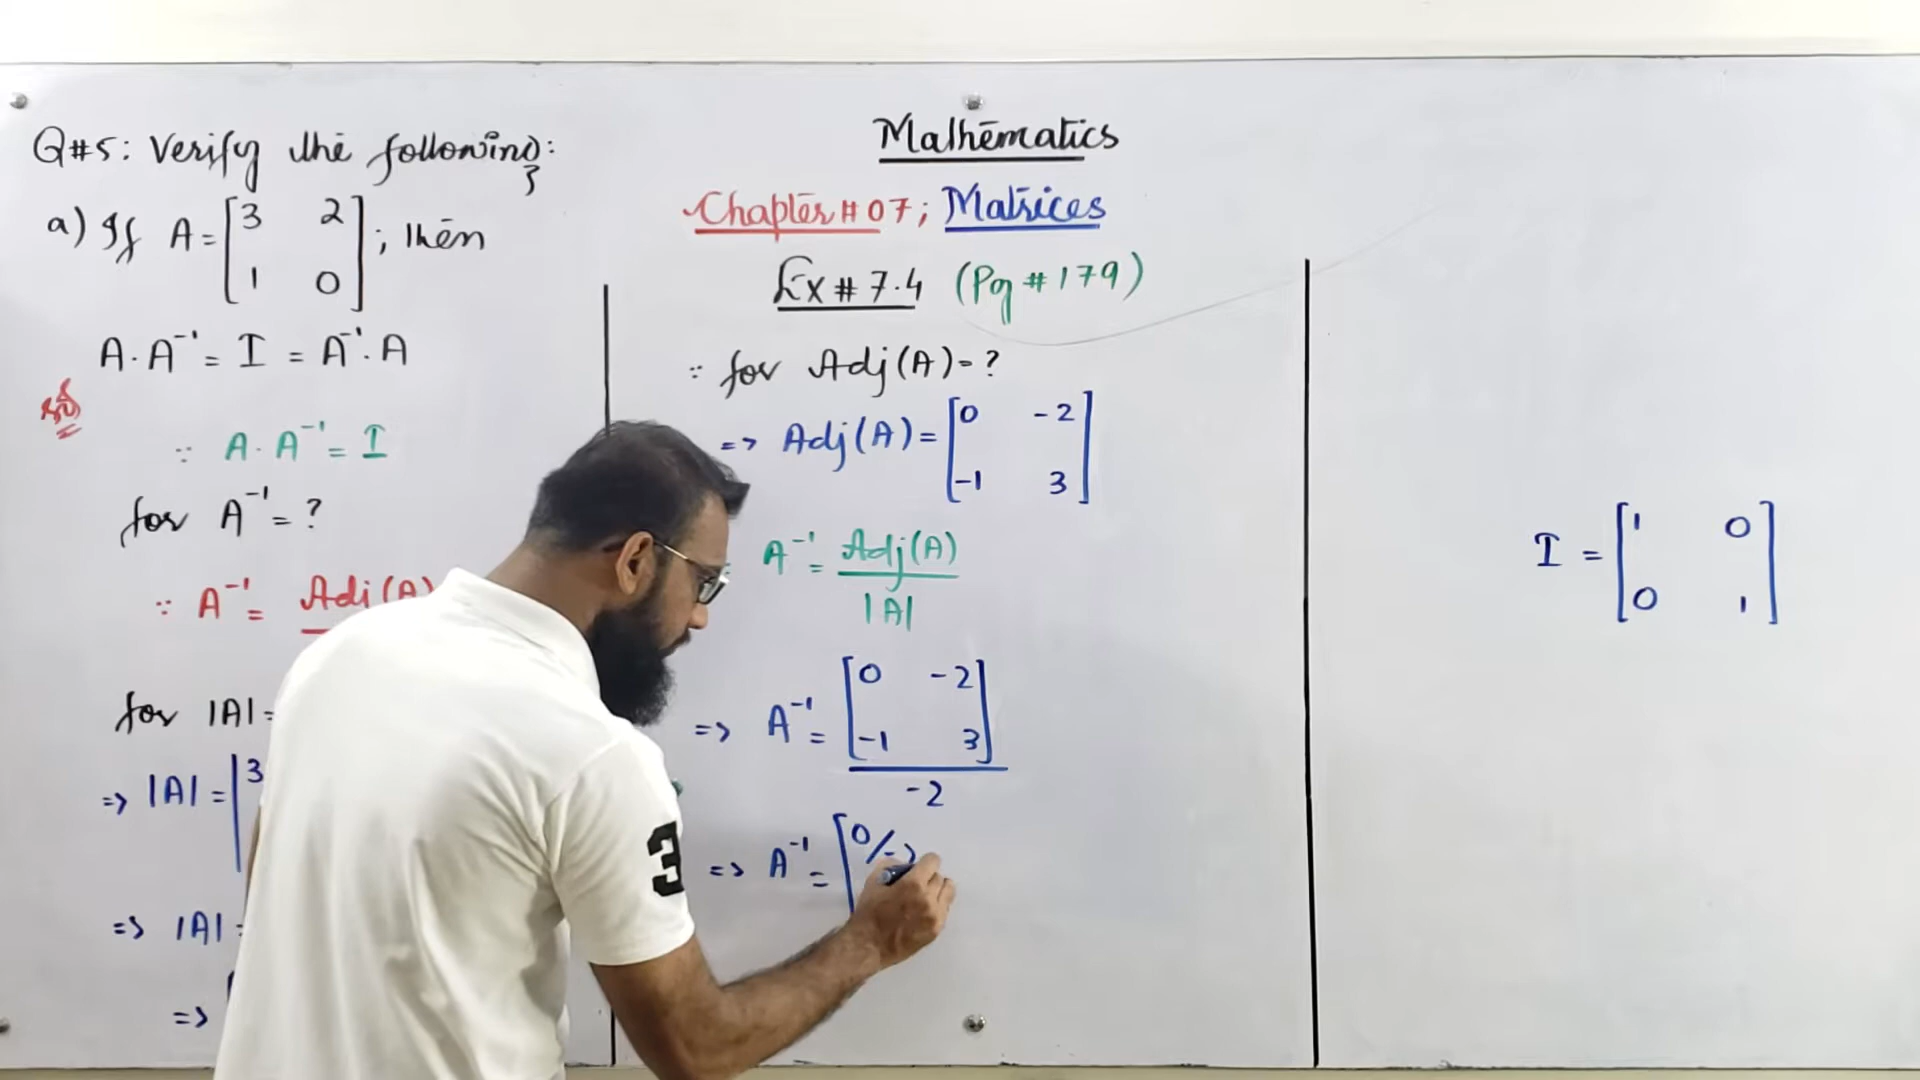 Q#5: Verify the following:
a) If A = [3 2
1 0]; then
A.A⁻¹ = I = A⁻¹.A
∵ A.A⁻¹ = I
for A⁻¹ = ?
∵ A⁻¹ = Adj(A)
for |A| =
=> |A| = |3
=> |A| =
=>
Mathematics
Chapter # 07; Matrices
Ex # 7.4 (Pg # 179)
∵ for Adj(A) = ?
=> Adj(A) = [0 -2
-1 3]
A⁻¹ = Adj(A)
|A|
=> A⁻¹ = [0 -2
-1 3]
-2
=> A⁻¹ = [0/-2
I = [1 0
0 1]
3